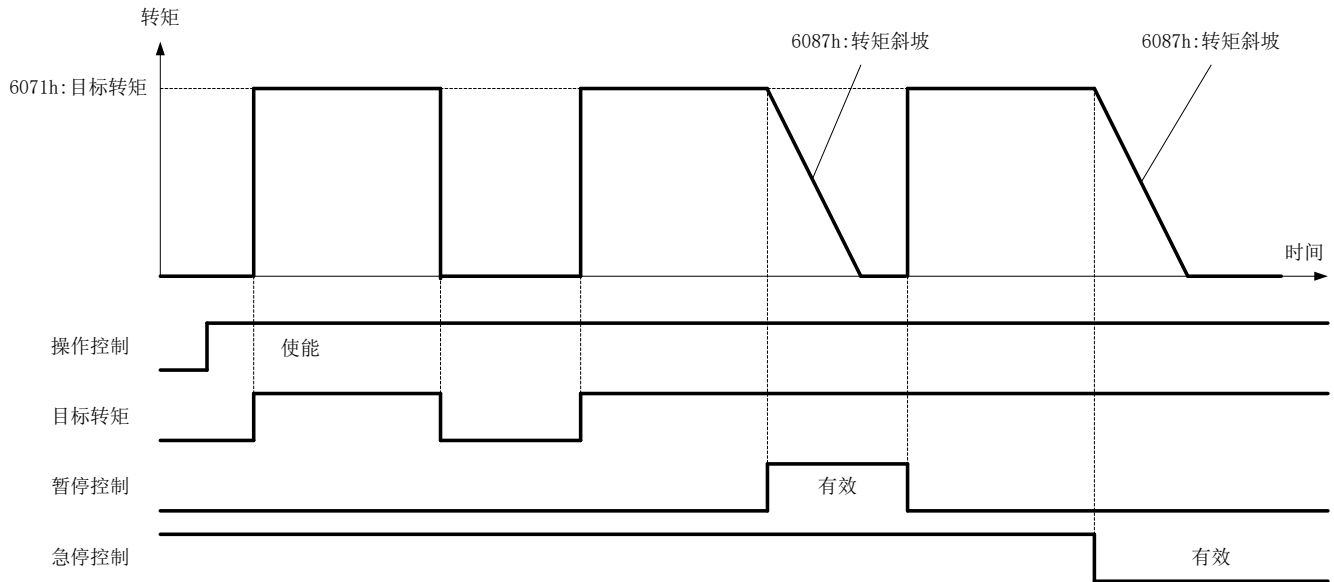 转矩
6087h:转矩斜坡
6087h:转矩斜坡
6071h:目标转矩
时间
操作控制
使能
目标转矩
暂停控制
有效
急停控制
有效